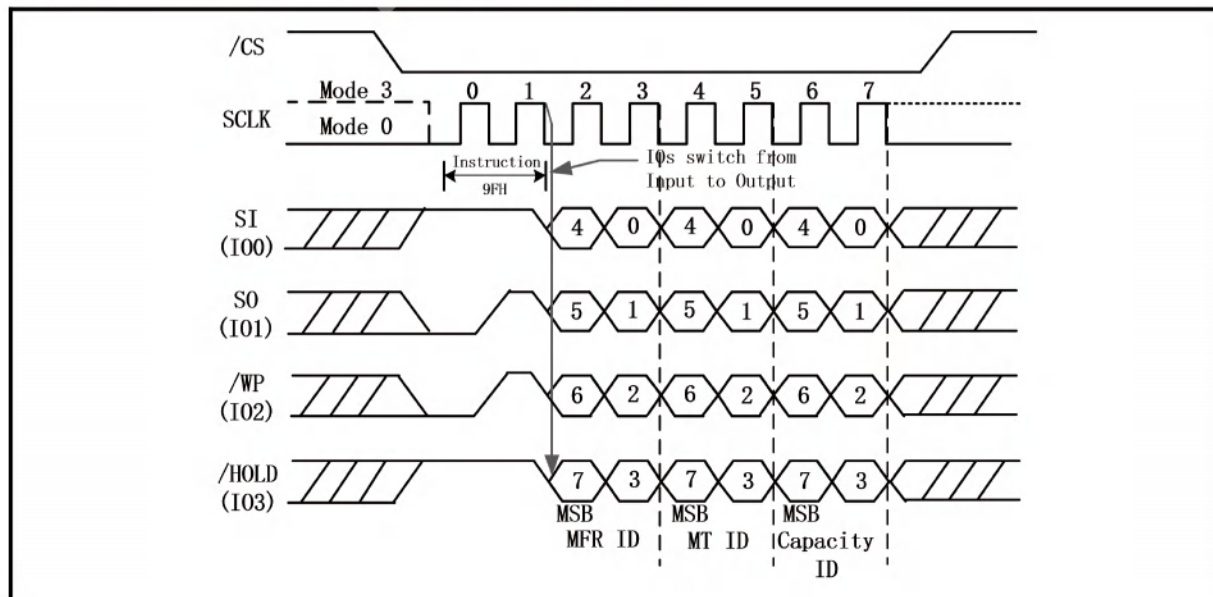 /CS
Mode 3
0 1 2 3 4 5 6 7
SCLK
Mode 0
Instruction
9FH
IOs switch from
Input to Output
SI
(IO0)
4 0 4 0 4 0
SO
(IO1)
5 1 5 1 5 1
/WP
(IO2)
6 2 6 2 6 2
/HOLD
(IO3)
7 3 7 3 7 3
MSB MSB MSB
MFR ID MT ID Capacity
ID